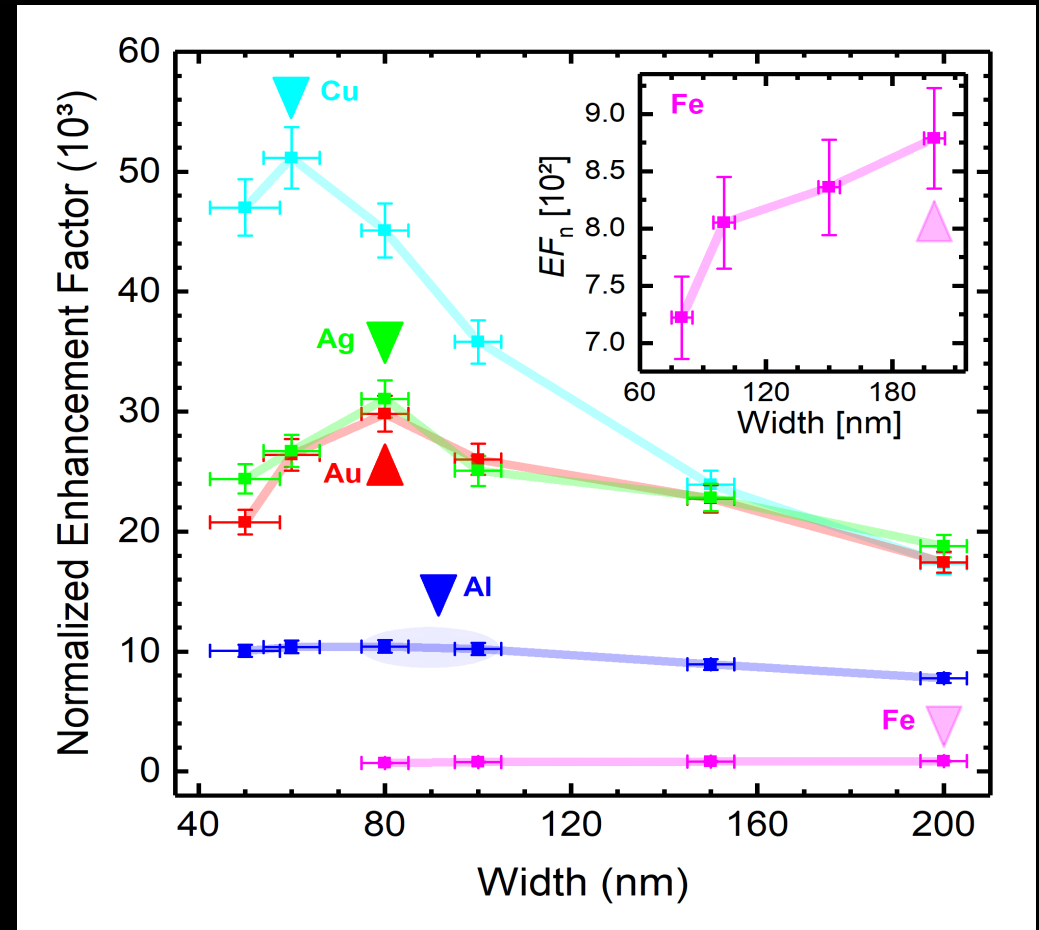 60
50
40
30
20
10
0
Normalized Enhancement Factor (10³)
40
80
120
160
200
Width (nm)
Cu
Ag
Au
Al
Fe
Fe
9.0
8.5
8.0
7.5
7.0
EFn [10²]
60
120
180
Width [nm]